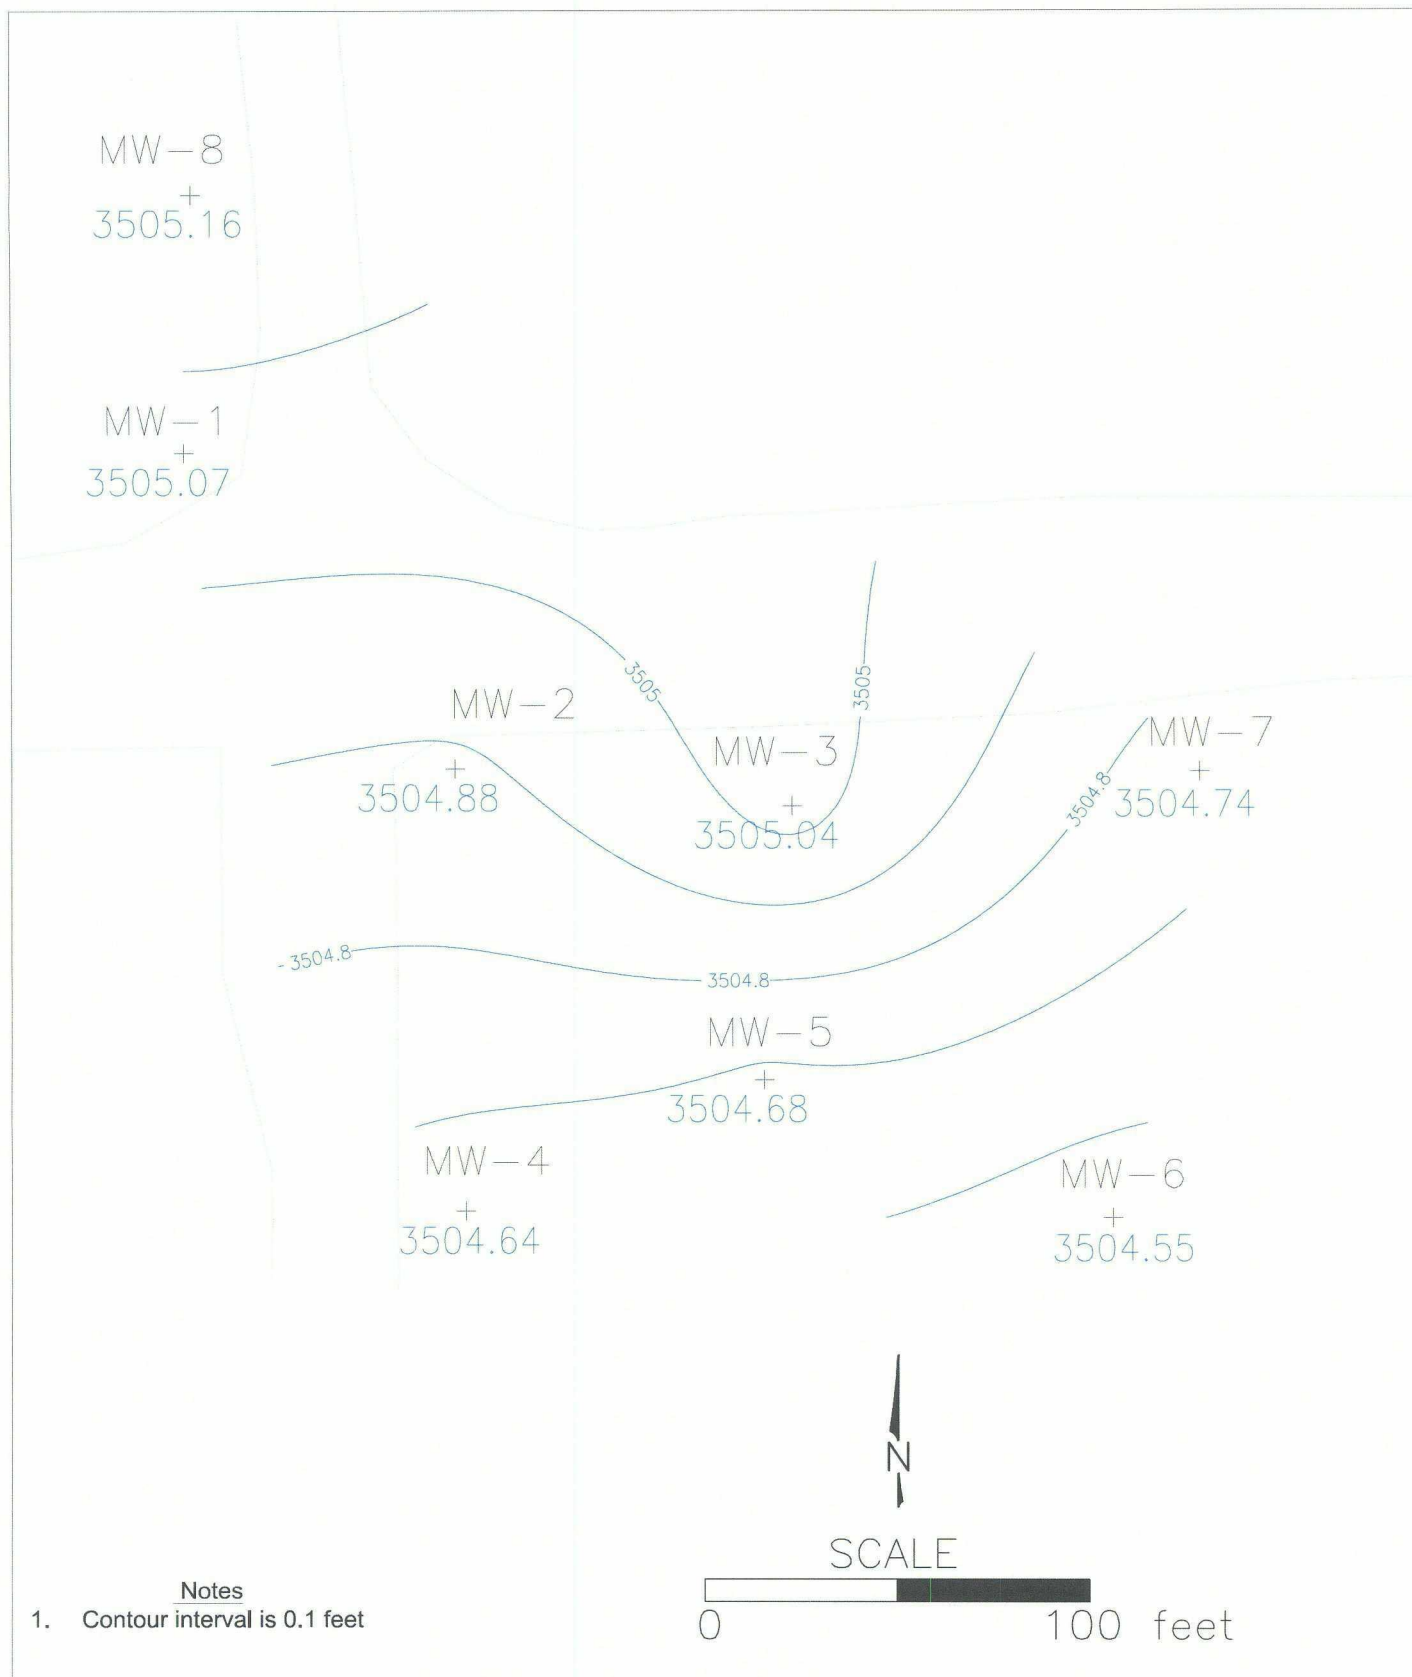 MW-8
3505.16
MW-1
3505.07
3505
3505
MW-2
3504.88
MW-3
3505.04
MW-7
3504.74
3504.8
- 3504.8
3504.8
MW-5
3504.68
MW-4
3504.64
MW-6
3504.55
N
SCALE
0 100 feet
Notes
1. Contour interval is 0.1 feet